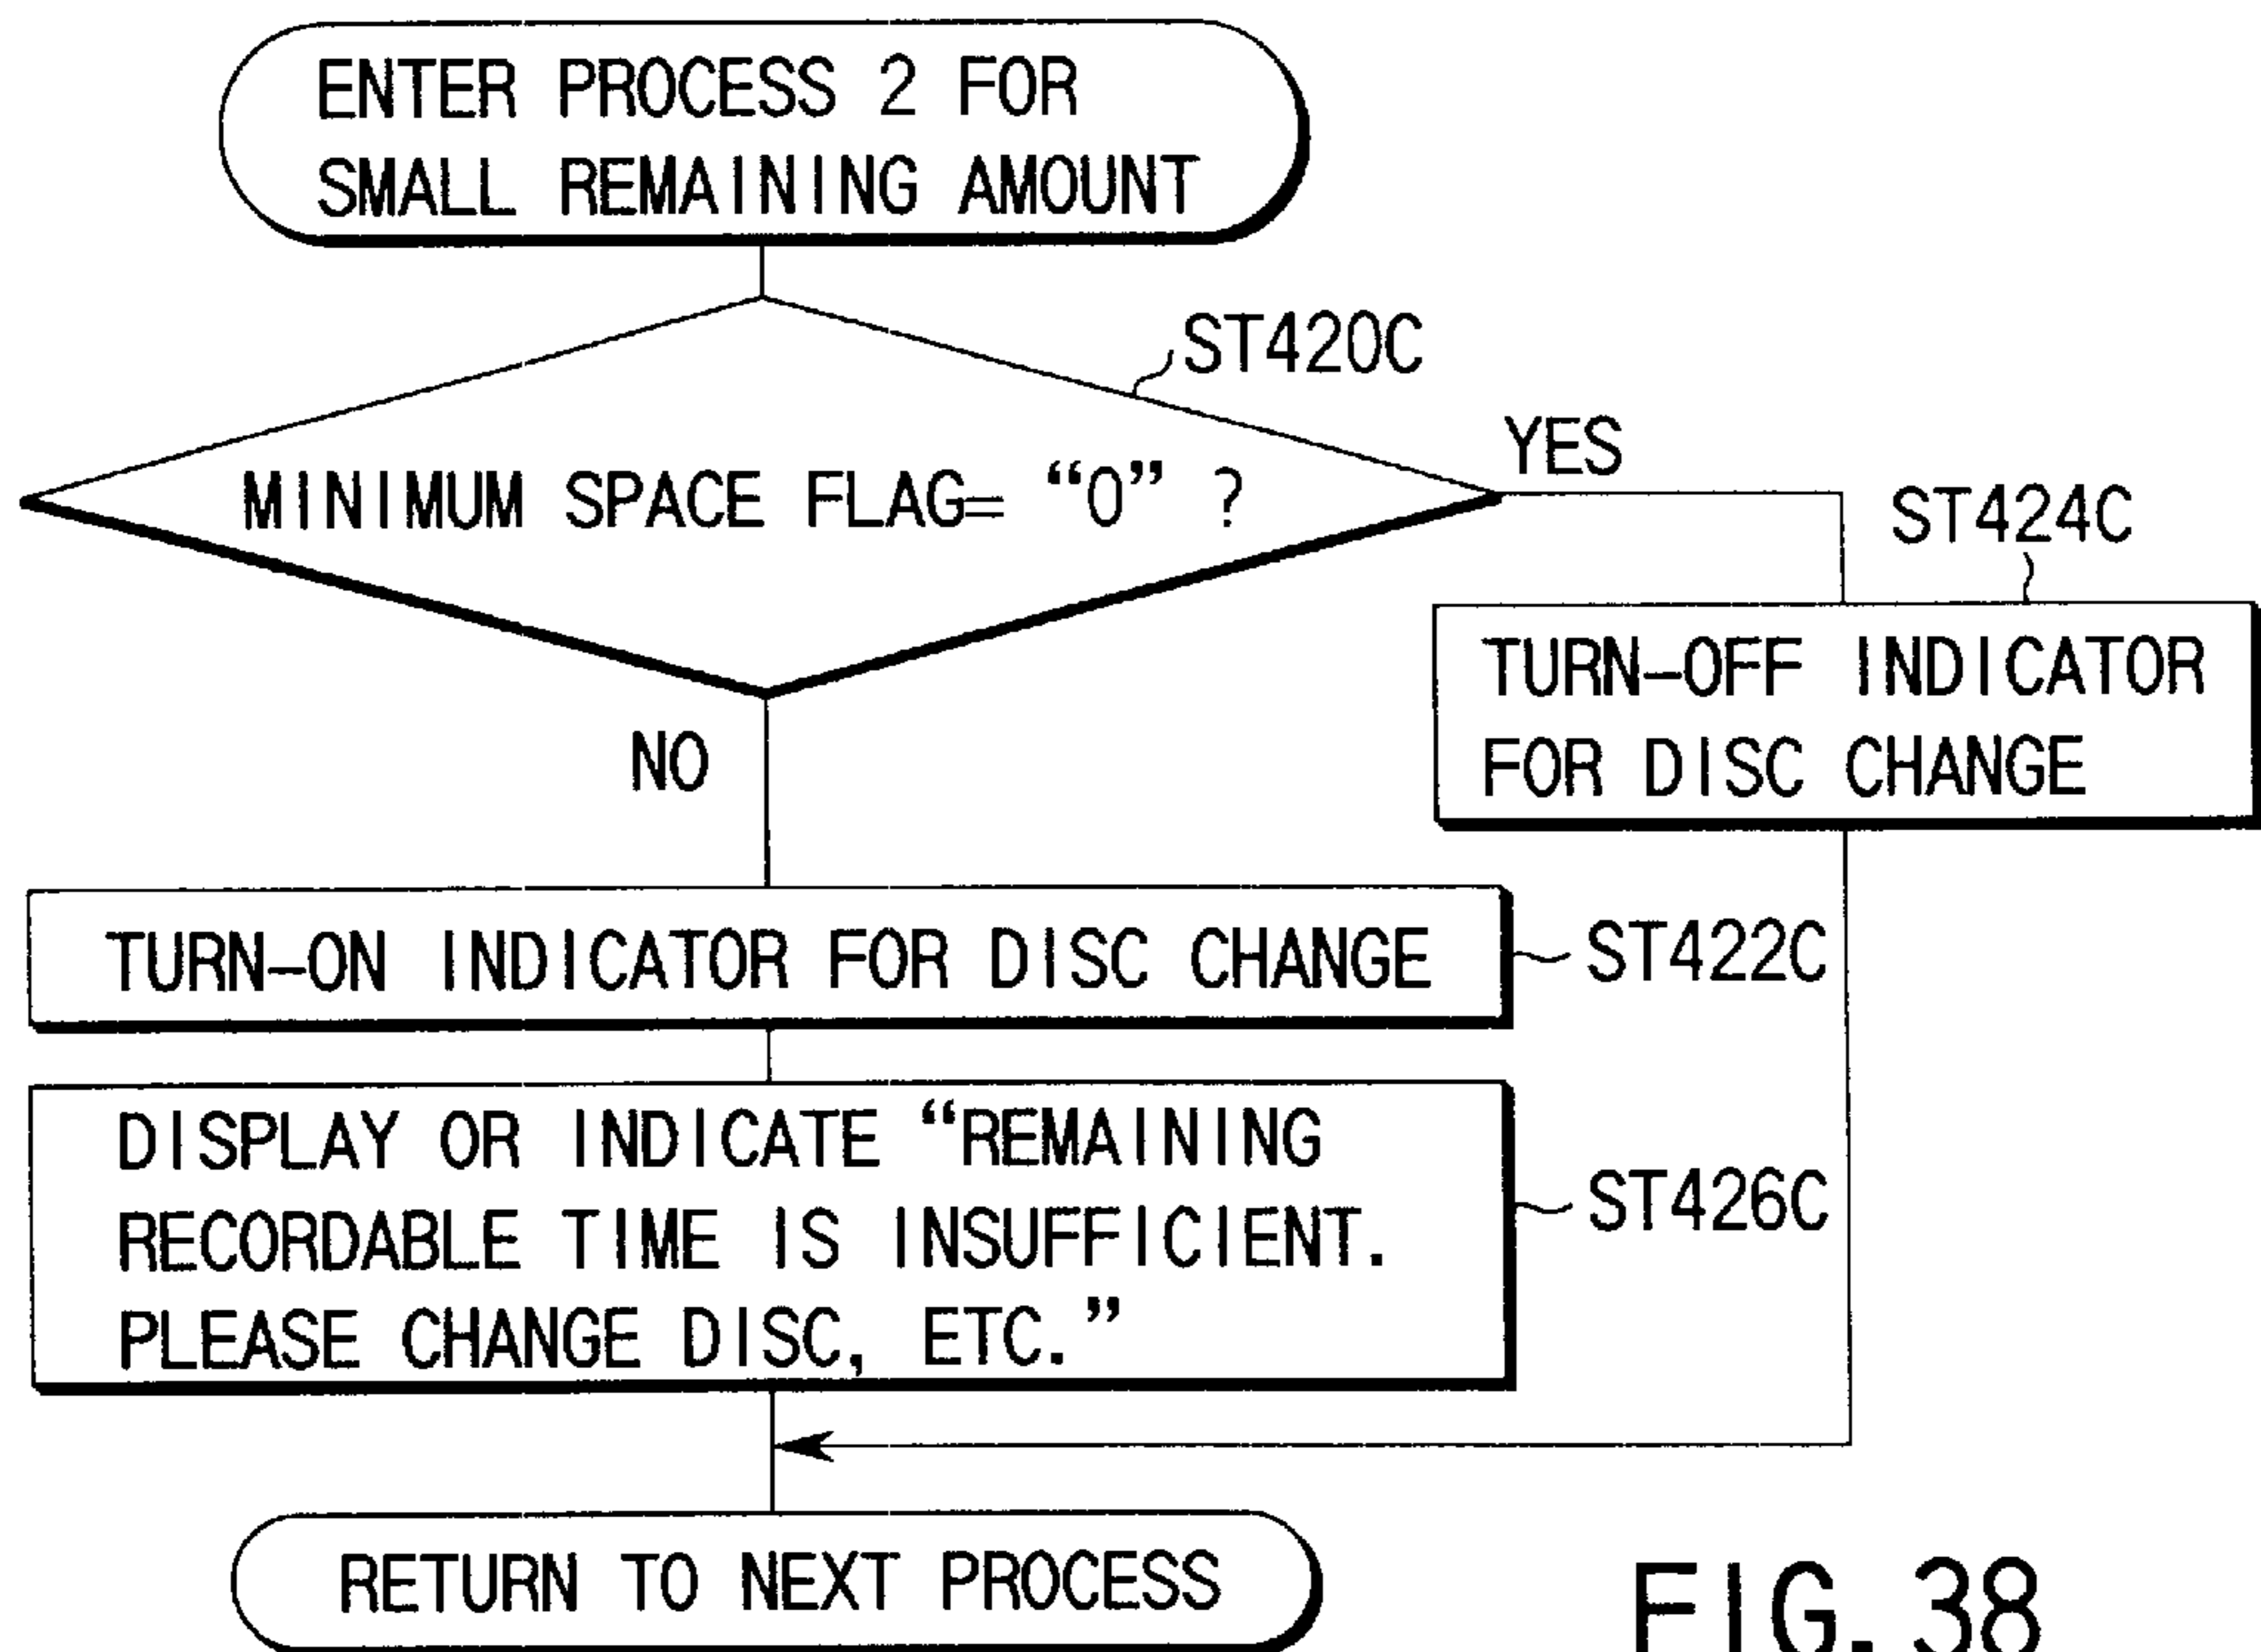 ENTER PROCESS 2 FOR
SMALL REMAINING AMOUNT
ST420C
MINIMUM SPACE FLAG= “0” ?
YES
ST424C
TURN-OFF INDICATOR
FOR DISC CHANGE
NO
TURN-ON INDICATOR FOR DISC CHANGE
ST422C
DISPLAY OR INDICATE “REMAINING
RECORDABLE TIME IS INSUFFICIENT.
PLEASE CHANGE DISC, ETC.”
ST426C
RETURN TO NEXT PROCESS
FIG. 38